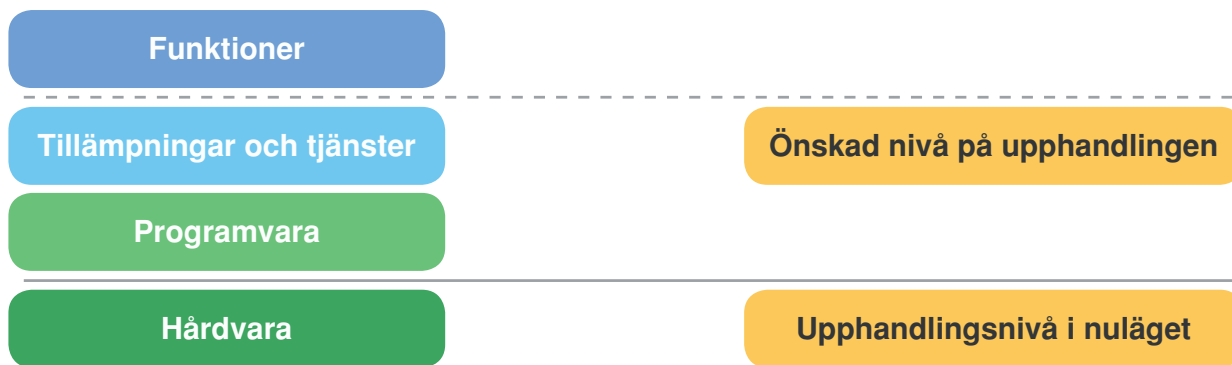 Funktioner
Tillämpningar och tjänster
Önskad nivå på upphandlingen
Programvara
Hårdvara
Upphandlingsnivå i nuläget